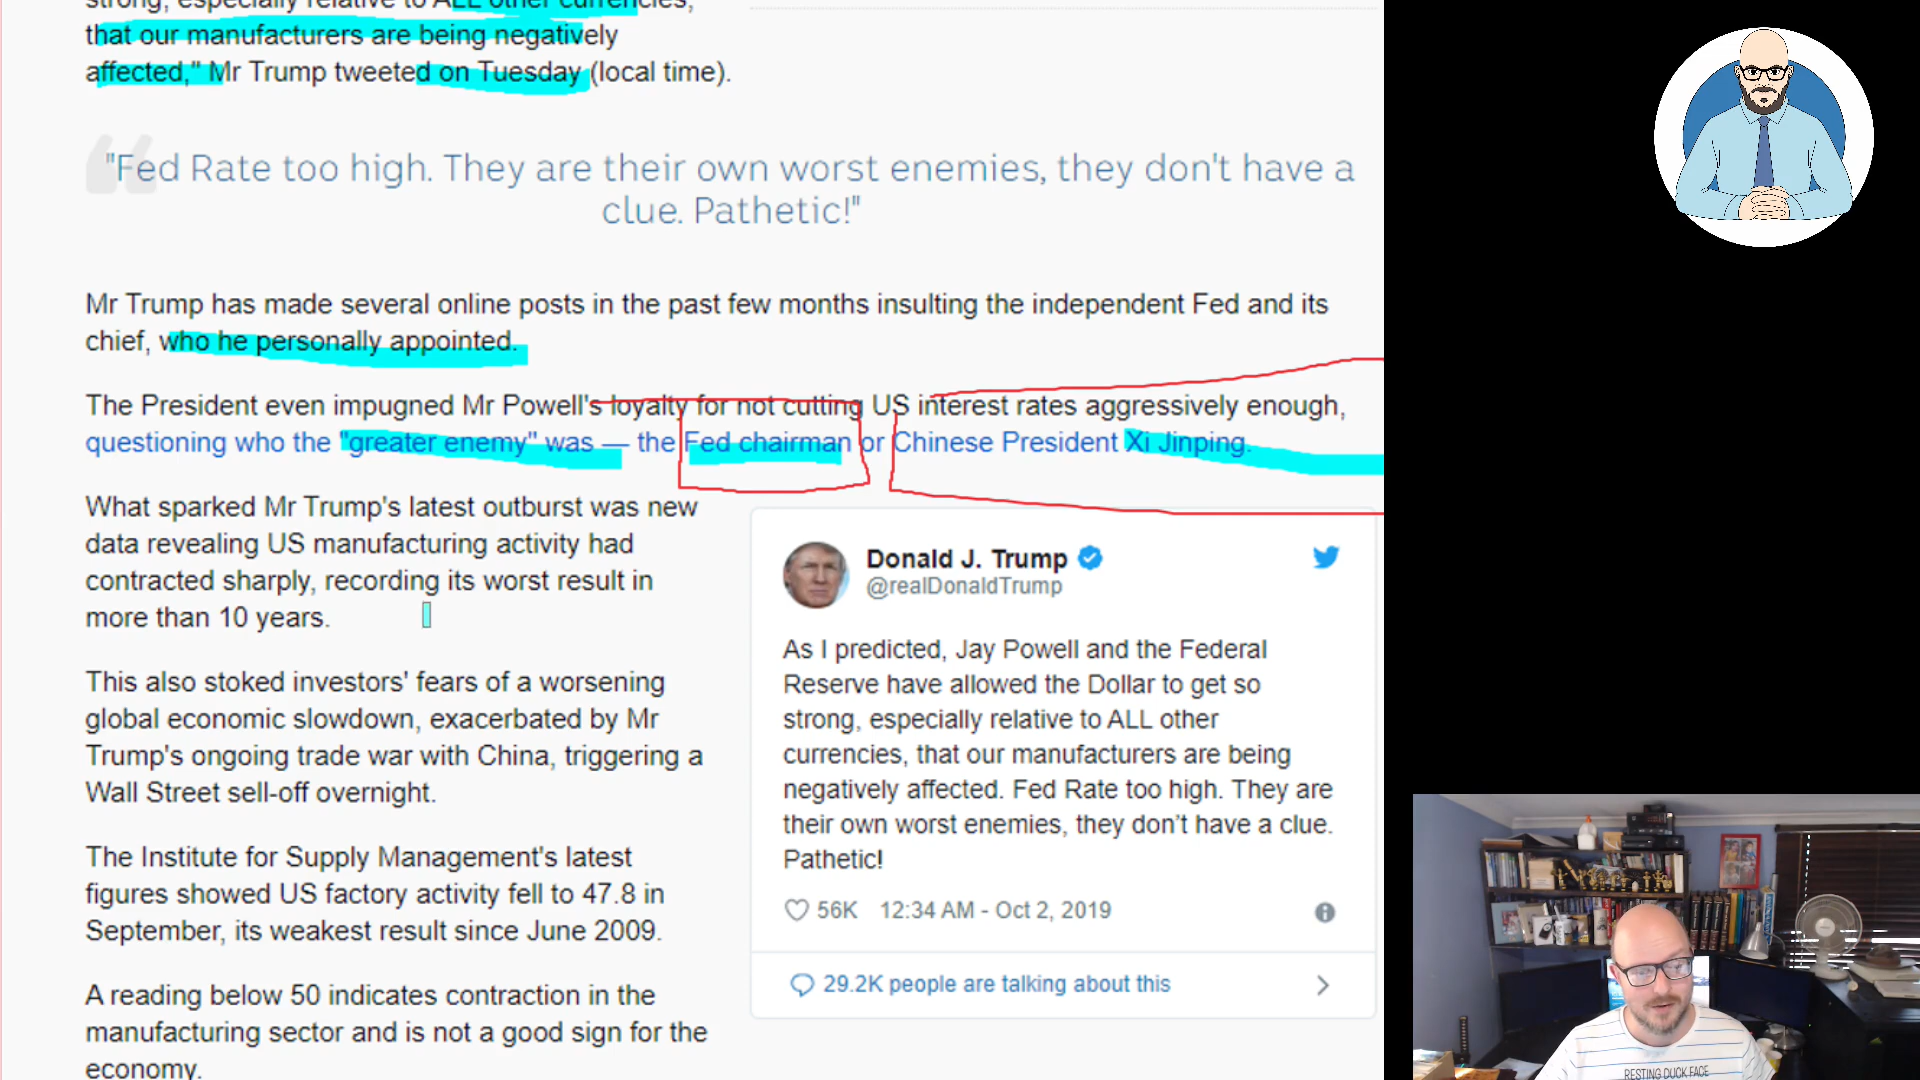 strong, especially relative to ALL other currencies,
that our manufacturers are being negatively
affected," Mr Trump tweeted on Tuesday (local time).
"Fed Rate too high. They are their own worst enemies, they don't have a
clue. Pathetic!"
Mr Trump has made several online posts in the past few months insulting the independent Fed and its
chief, who he personally appointed.
The President even impugned Mr Powell's loyalty for not cutting US interest rates aggressively enough,
questioning who the "greater enemy" was — the Fed chairman or Chinese President Xi Jinping.
What sparked Mr Trump's latest outburst was new
data revealing US manufacturing activity had
contracted sharply, recording its worst result in
more than 10 years.
This also stoked investors' fears of a worsening
global economic slowdown, exacerbated by Mr
Trump's ongoing trade war with China, triggering a
Wall Street sell-off overnight.
The Institute for Supply Management's latest
figures showed US factory activity fell to 47.8 in
September, its weakest result since June 2009.
A reading below 50 indicates contraction in the
manufacturing sector and is not a good sign for the
economy.
Donald J. Trump
@realDonaldTrump
As I predicted, Jay Powell and the Federal
Reserve have allowed the Dollar to get so
strong, especially relative to ALL other
currencies, that our manufacturers are being
negatively affected. Fed Rate too high. They are
their own worst enemies, they don't have a clue.
Pathetic!
56K 12:34 AM - Oct 2, 2019
29.2K people are talking about this
RESTING DUCK FACE